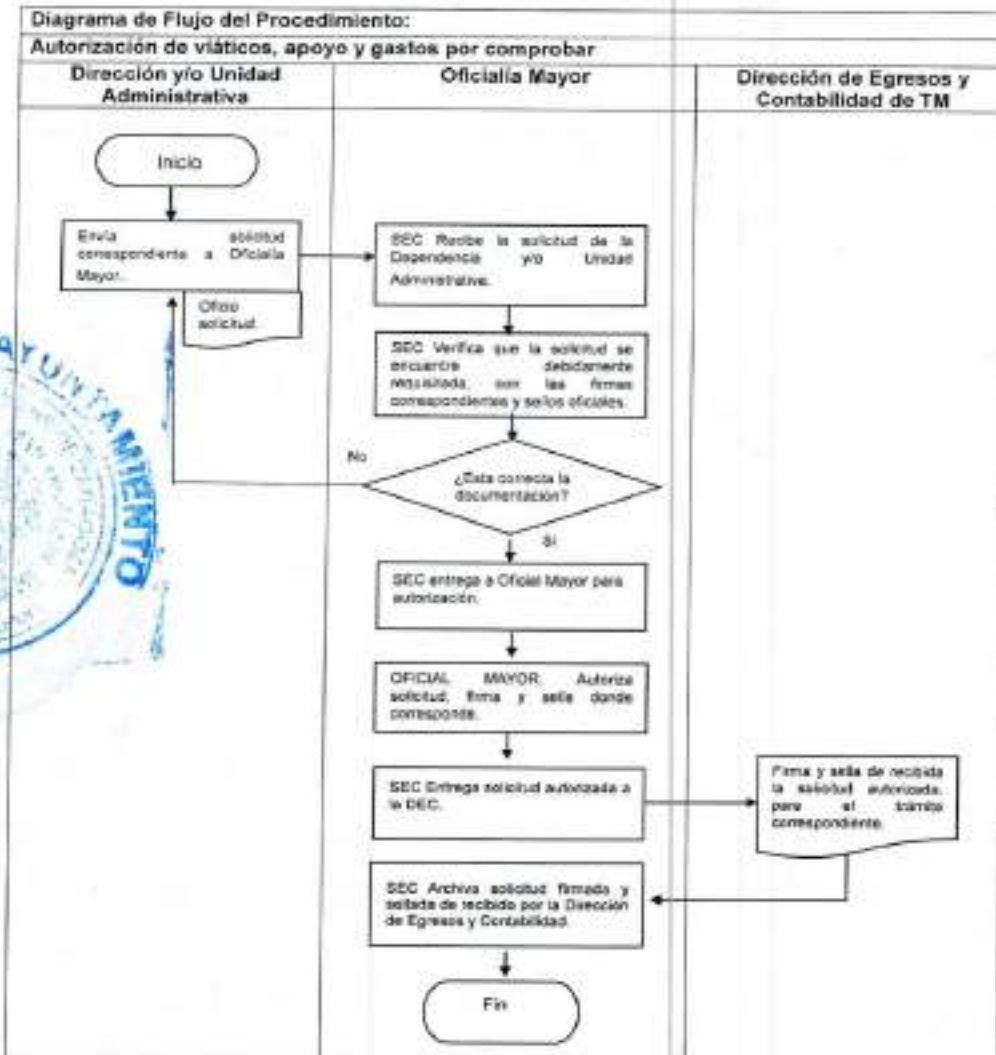 Diagrama de Flujo del Procedimiento:
Autorización de viáticos, apoyo y gastos por comprobar
Dirección y/o Unidad
Administrativa
Oficialía Mayor
Dirección de Egresos y
Contabilidad de TM
Inicio
Envía solicitud
correspondiente a Oficialía
Mayor.
Oficio
solicitud.
SEC Recibe la solicitud de la
Dependencia y/o Unidad
Administrativa.
SEC Verifica que la solicitud se
encuentre debidamente
requisitada, con las firmas
correspondientes y sellos oficiales.
No
¿Esta correcta la
documentación?
Si
SEC entrega a Oficial Mayor para
autorización.
OFICIAL MAYOR Autoriza
solicitud, firma y sella donde
corresponde.
SEC Entrega solicitud autorizada a
la DEC.
Firma y sella de recibida
la solicitud autorizada,
para el trámite
correspondiente.
SEC Archiva solicitud firmada y
sellada de recibido por la Dirección
de Egresos y Contabilidad.
Fin
AYUNTAMIENTO